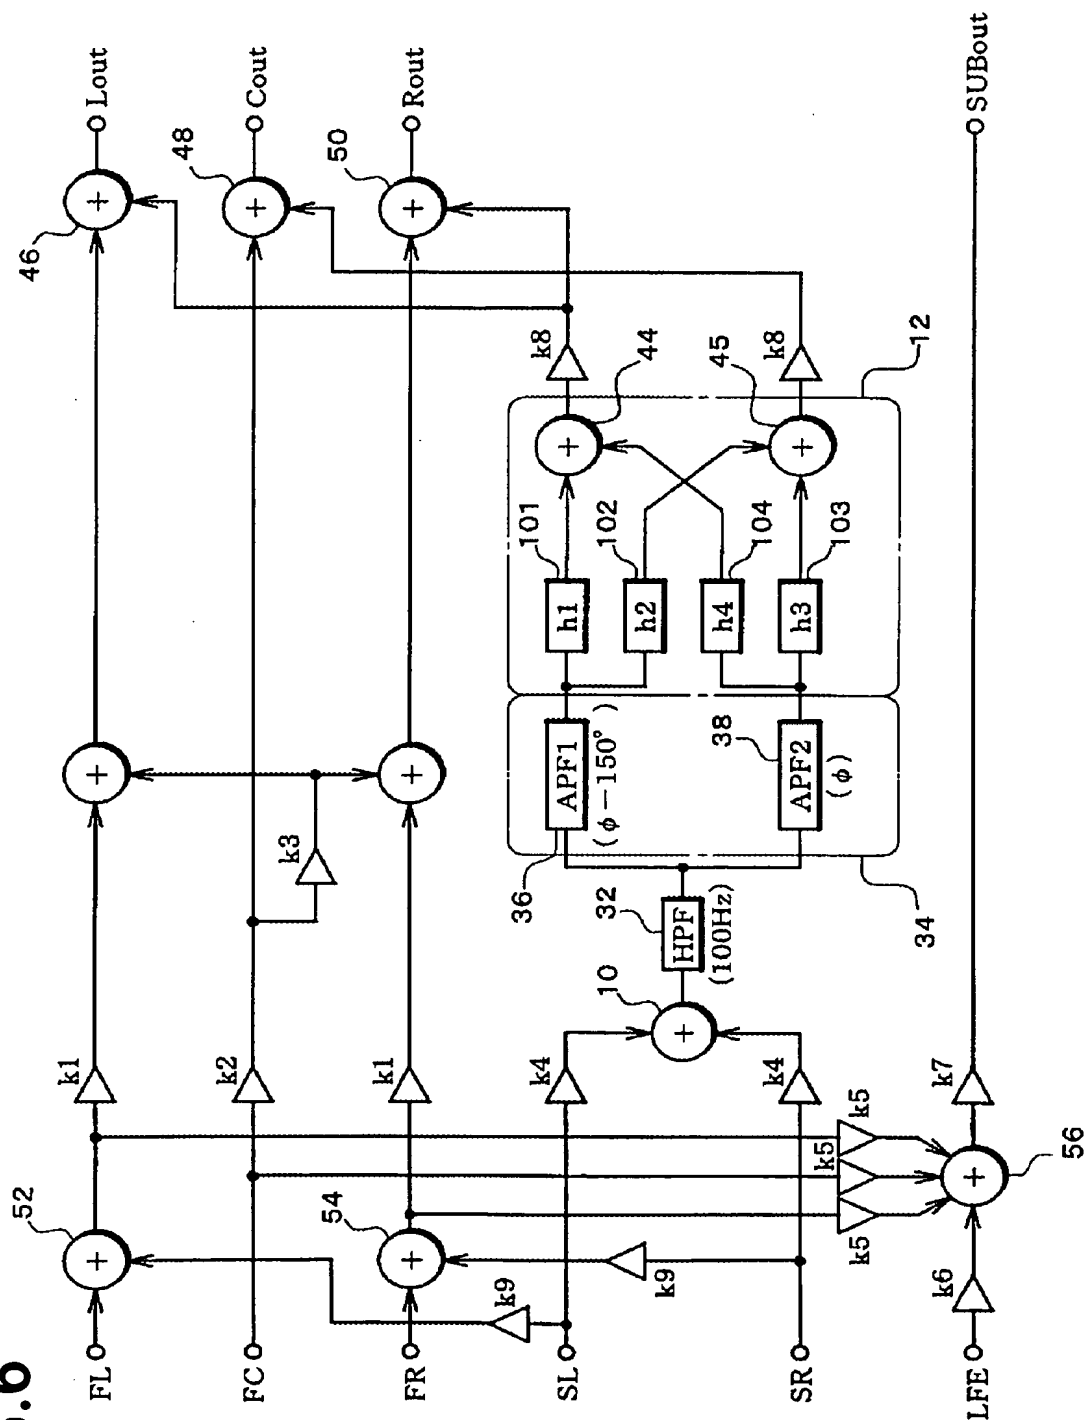 FL
52
k1
46
Lout
FC
k2
k3
48
Cout
FR
54
k1
50
Rout
k9
k9
SL
k4
10
32
HPF
(100Hz)
36
APF1
(φ−150°)
38
APF2
(φ)
34
h1
101
h2
102
h4
104
h3
103
44
45
k8
k8
12
SR
k4
k5
k5
k5
LFE
k6
56
k7
SUBout